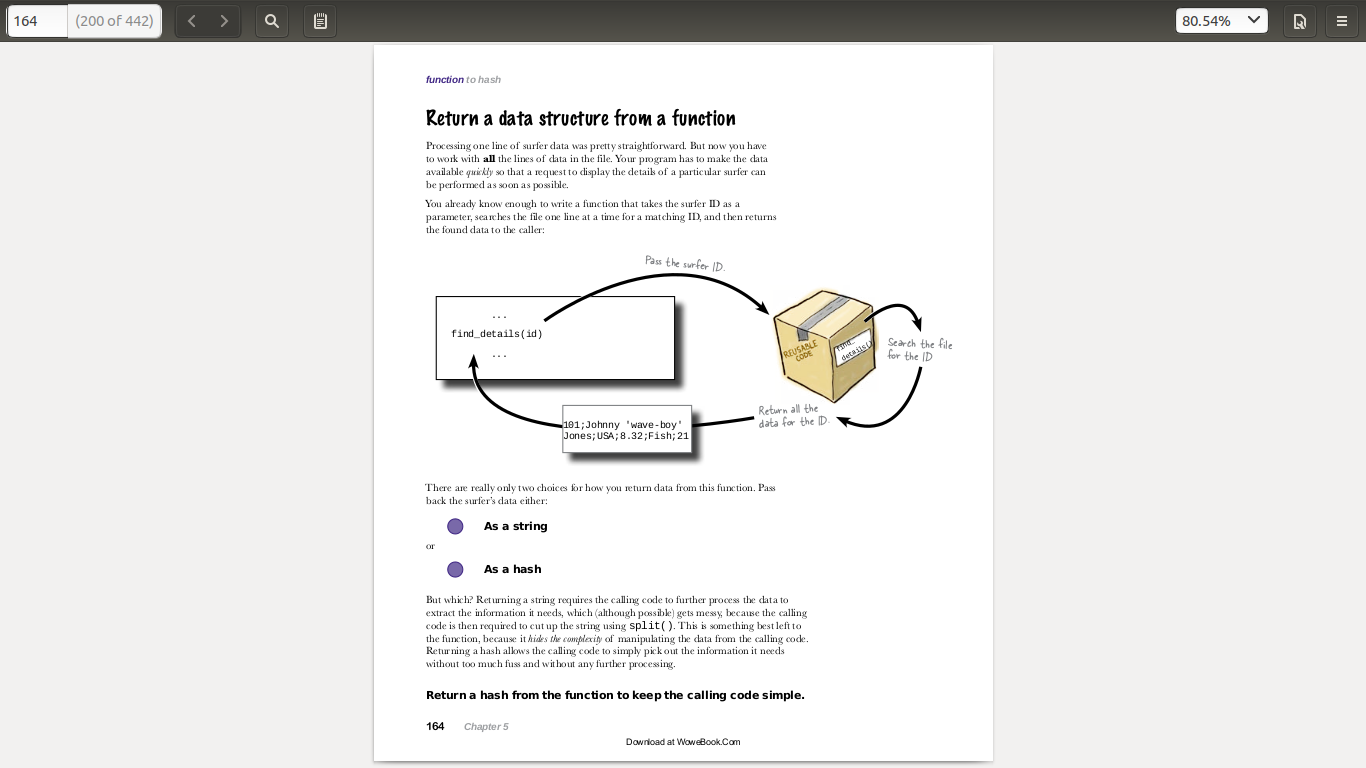 164 (200 of 442) 80.54%
function to hash
Return a data structure from a function
Processing one line of surfer data was pretty straightforward. But now you have
to work with all the lines of data in the file. Your program has to make the data
available quickly so that a request to display the details of a particular surfer can
be performed as soon as possible.
You already know enough to write a function that takes the surfer ID as a
parameter, searches the file one line at a time for a matching ID, and then returns
the found data to the caller:
Pass the surfer ID.
...
find_details(id)
...
REUSABLE
CODE
find_
details()
Search the file
for the ID
Return all the
data for the ID.
101;Johnny 'wave-boy'
Jones;USA;8.32;Fish;21
There are really only two choices for how you return data from this function. Pass
back the surfer's data either:
As a string
or
As a hash
But which? Returning a string requires the calling code to further process the data to
extract the information it needs, which (although possible) gets messy, because the calling
code is then required to cut up the string using split(). This is something best left to
the function, because it hides the complexity of manipulating the data from the calling code.
Returning a hash allows the calling code to simply pick out the information it needs
without too much fuss and without any further processing.
Return a hash from the function to keep the calling code simple.
164 Chapter 5
Download at WoweBook.Com